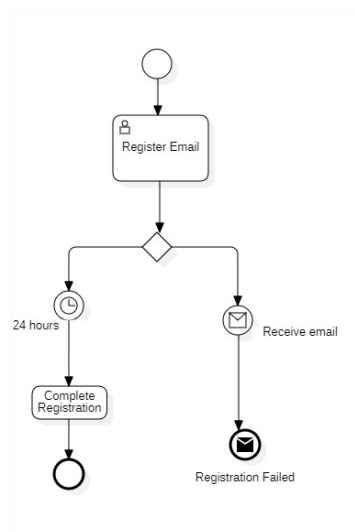 Register Email
24 hours
Receive email
Complete
Registration
Registration Failed